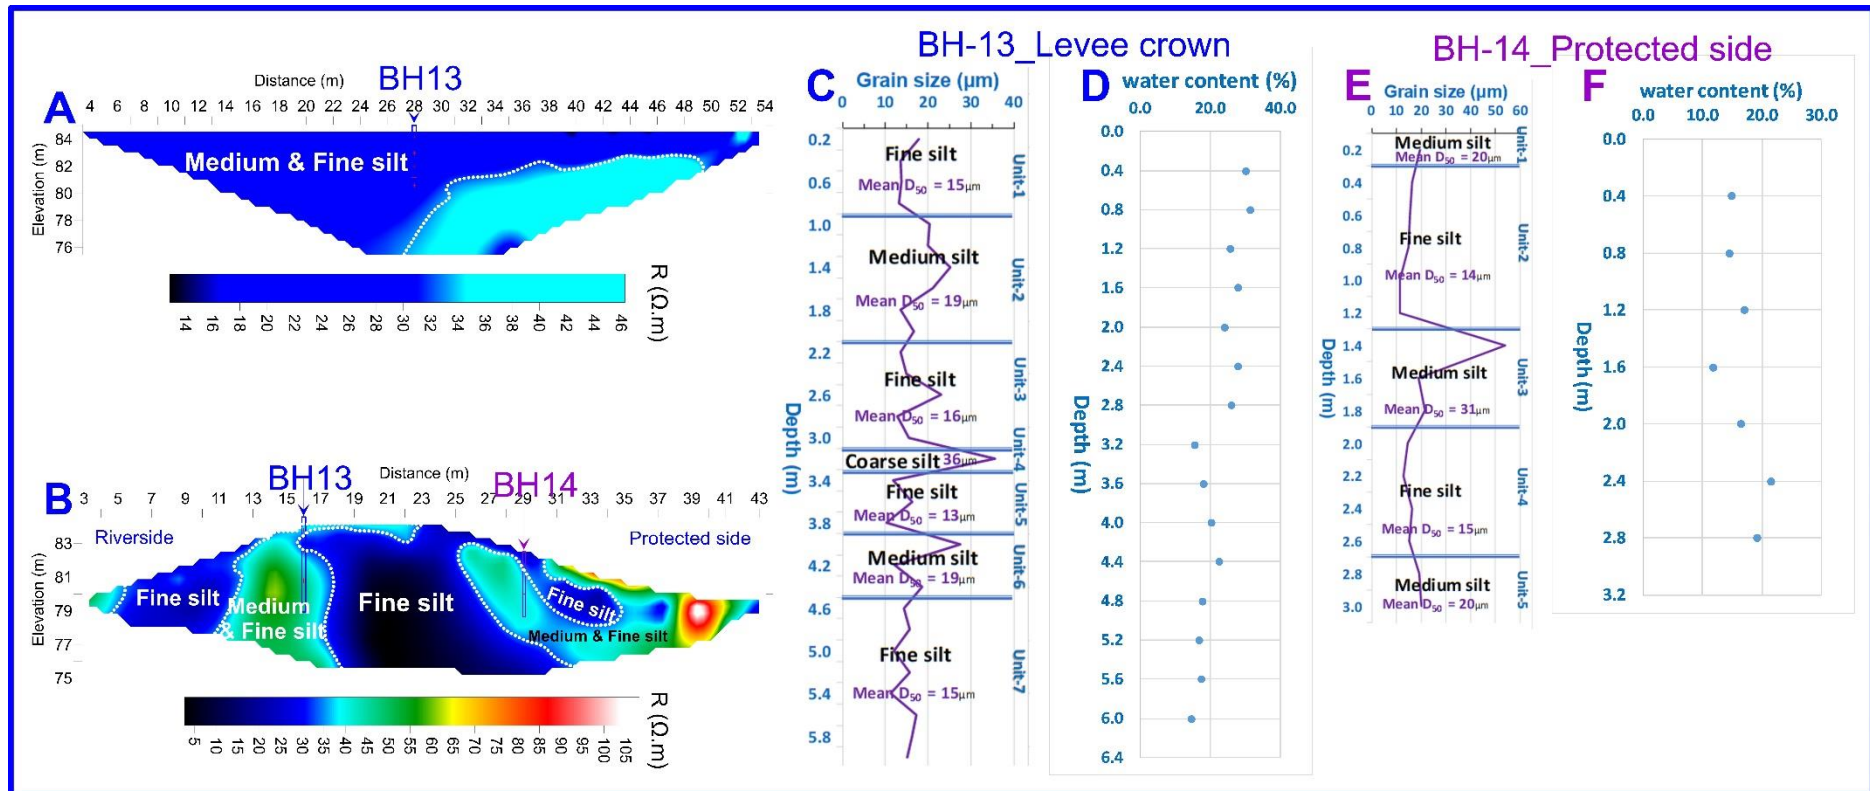 BH-13_Levee crown
BH-14_Protected side
A
Distance (m)
BH13
4 6 8 10 12 14 16 18 20 22 24 26 28 30 32 34 36 38 40 42 44 46 48 50 52 54
Elevation (m)
84
82
80
78
76
Medium & Fine silt
14 16 18 20 22 24 26 28 30 32 34 36 38 40 42 44 46
R (Ω.m)
B
BH13
Distance (m)
BH14
3 5 7 9 11 13 15 17 19 21 23 25 27 29 31 33 35 37 39 41 43
Riverside
Protected side
Elevation (m)
83
81
79
77
75
Fine silt
Medium
& Fine silt
Fine silt
Fine silt
Medium & Fine silt
5 10 15 20 25 30 35 40 45 50 55 60 65 70 75 80 85 90 95 100 105
R (Ω.m)
C
Grain size (µm)
0 10 20 30 40
Depth (m)
0.2
0.6
1.0
1.4
1.8
2.2
2.6
3.0
3.4
3.8
4.2
4.6
5.0
5.4
5.8
Fine silt
Mean D50 = 15µm
Unit-1
Medium silt
Mean D50 = 19µm
Unit-2
Fine silt
Mean D50 = 16µm
Unit-3
Coarse silt 36µm
Unit-4
Fine silt
Mean D50 = 13µm
Unit-5
Medium silt
Mean D50 = 19µm
Unit-6
Fine silt
Mean D50 = 15µm
Unit-7
D
water content (%)
0.0 20.0 40.0
Depth (m)
0.0
0.4
0.8
1.2
1.6
2.0
2.4
2.8
3.2
3.6
4.0
4.4
4.8
5.2
5.6
6.0
6.4
E
Grain size (µm)
0 10 20 30 40 50 60
Depth (m)
0.2
0.4
0.6
0.8
1.0
1.2
1.4
1.6
1.8
2.0
2.2
2.4
2.6
2.8
3.0
Medium silt
Mean D50 = 20µm
Unit-1
Fine silt
Mean D50 = 14µm
Unit-2
Medium silt
Mean D50 = 31µm
Unit-3
Fine silt
Mean D50 = 15µm
Unit-4
Medium silt
Mean D50 = 20µm
Unit-5
F
water content (%)
0.0 10.0 20.0 30.0
Depth (m)
0.0
0.4
0.8
1.2
1.6
2.0
2.4
2.8
3.2